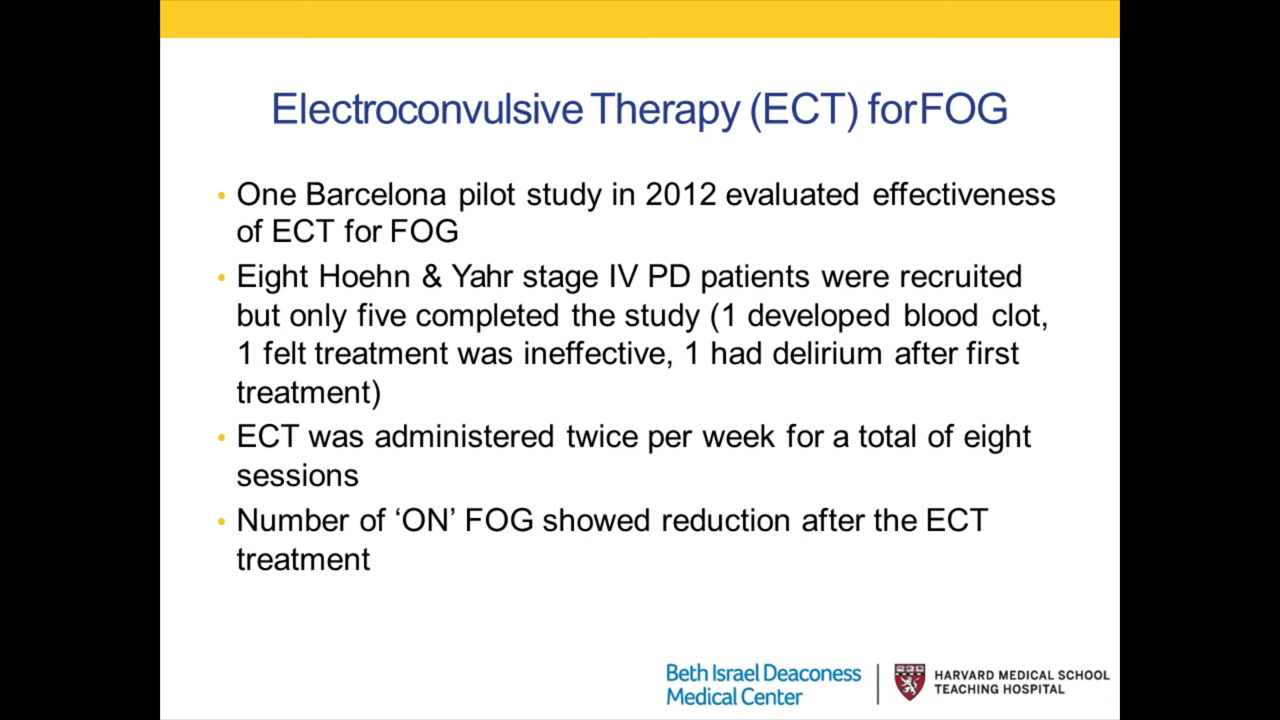 Electroconvulsive Therapy (ECT) for FOG
• One Barcelona pilot study in 2012 evaluated effectiveness
of ECT for FOG
• Eight Hoehn & Yahr stage IV PD patients were recruited
but only five completed the study (1 developed blood clot,
1 felt treatment was ineffective, 1 had delirium after first
treatment)
• ECT was administered twice per week for a total of eight
sessions
• Number of ‘ON’ FOG showed reduction after the ECT
treatment
Beth Israel Deaconess
Medical Center
HARVARD MEDICAL SCHOOL
TEACHING HOSPITAL